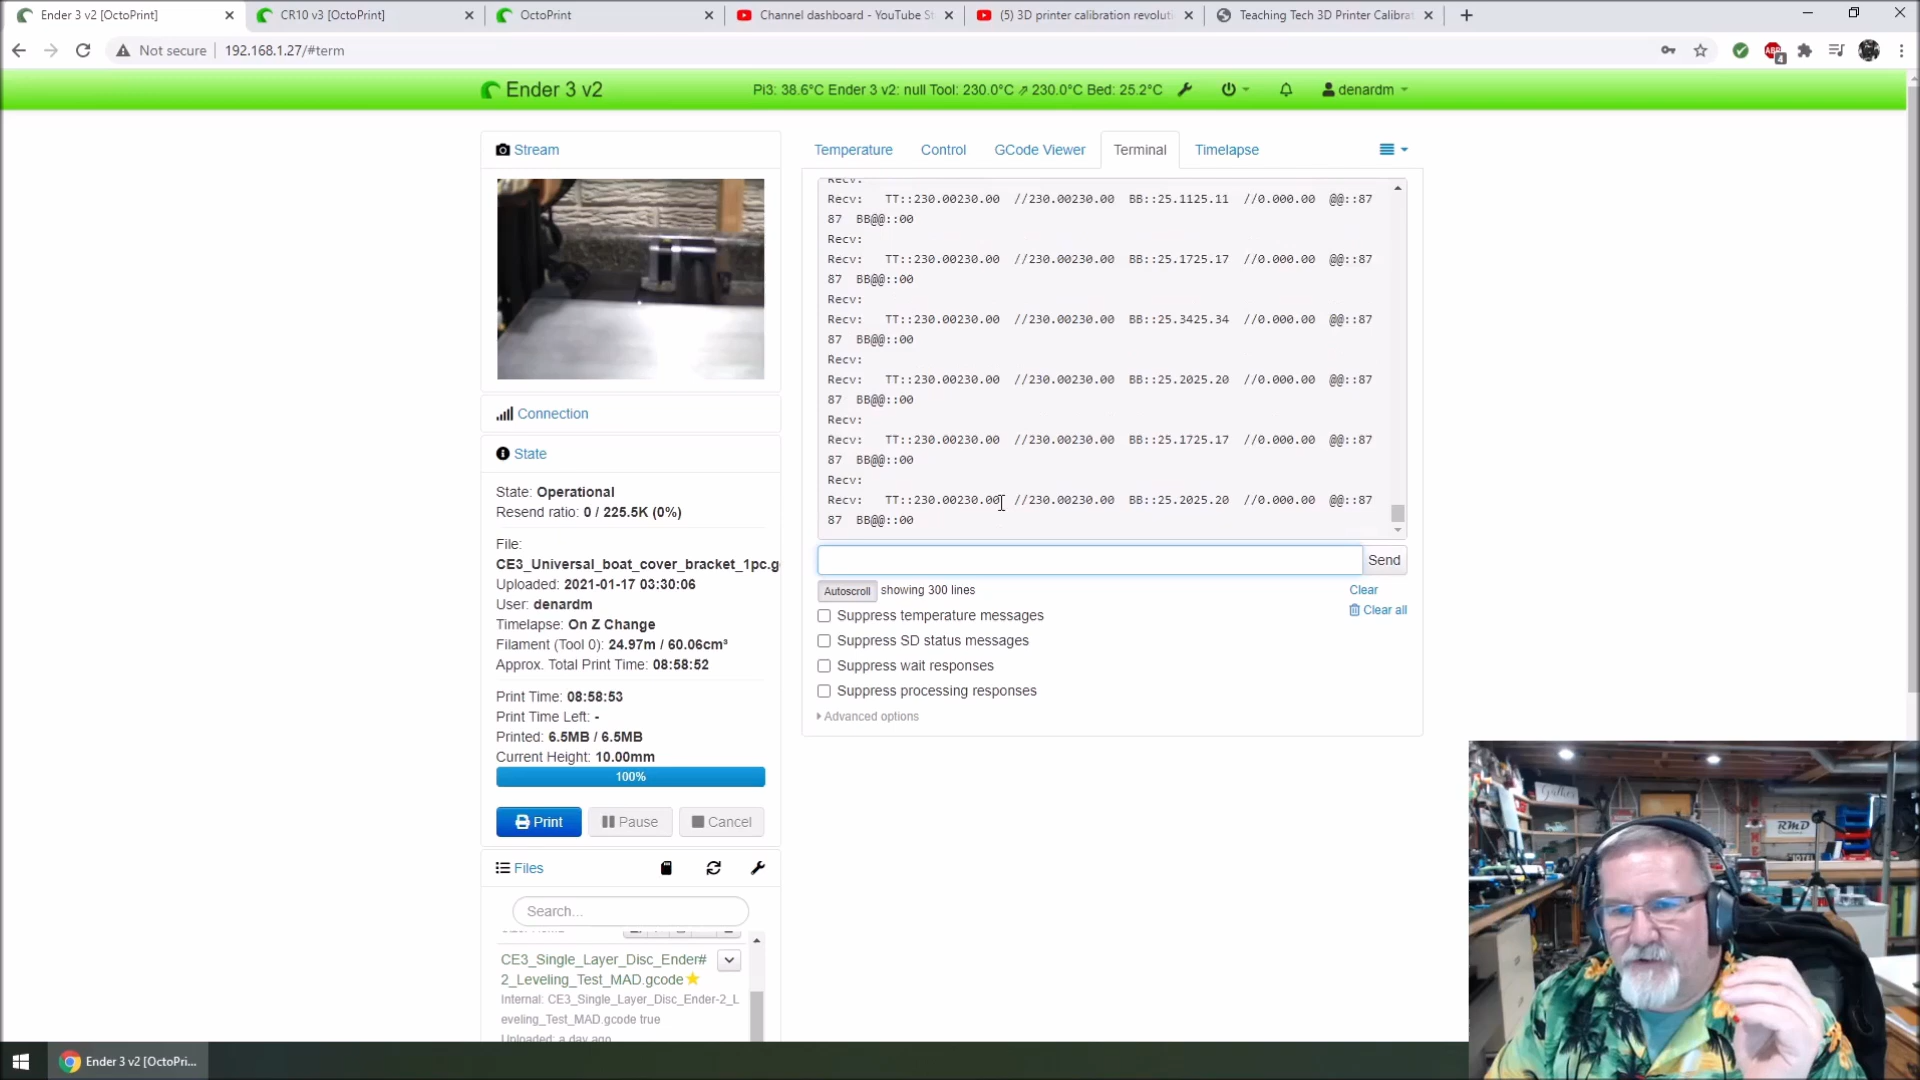 Ender 3 v2 [OctoPrint]
CR10 v3 [OctoPrint]
OctoPrint
Channel dashboard - YouTube St
(5) 3D printer calibration revoluti
Teaching Tech 3D Printer Calibrat
Not secure
192.168.1.27/#term
4
Ender 3 v2
Pi3: 38.6°C Ender 3 v2: null Tool: 230.0°C ⇗ 230.0°C Bed: 25.2°C
denardm
Stream
Connection
State
State: Operational
Resend ratio: 0 / 225.5K (0%)
File:
CE3_Universal_boat_cover_bracket_1pc.g
Uploaded: 2021-01-17 03:30:06
User: denardm
Timelapse: On Z Change
Filament (Tool 0): 24.97m / 60.06cm³
Approx. Total Print Time: 08:58:52
Print Time: 08:58:53
Print Time Left: -
Printed: 6.5MB / 6.5MB
Current Height: 10.00mm
100%
Print
Pause
Cancel
Files
Search...
CE3_Single_Layer_Disc_Ender#
2_Leveling_Test_MAD.gcode
Internal: CE3_Single_Layer_Disc_Ender-2_L
eveling_Test_MAD.gcode true
Uploaded: a day ago
Temperature
Control
GCode Viewer
Terminal
Timelapse
Recv:
Recv:   TT::230.00230.00  //230.00230.00  BB::25.1125.11  //0.000.00  @@::87
87  BB@@::00
Recv:
Recv:   TT::230.00230.00  //230.00230.00  BB::25.1725.17  //0.000.00  @@::87
87  BB@@::00
Recv:
Recv:   TT::230.00230.00  //230.00230.00  BB::25.3425.34  //0.000.00  @@::87
87  BB@@::00
Recv:
Recv:   TT::230.00230.00  //230.00230.00  BB::25.2025.20  //0.000.00  @@::87
87  BB@@::00
Recv:
Recv:   TT::230.00230.00  //230.00230.00  BB::25.1725.17  //0.000.00  @@::87
87  BB@@::00
Recv:
Recv:   TT::230.00230.00  //230.00230.00  BB::25.2025.20  //0.000.00  @@::87
87  BB@@::00
Send
Autoscroll
showing 300 lines
Clear
Clear all
Suppress temperature messages
Suppress SD status messages
Suppress wait responses
Suppress processing responses
Advanced options
Gather
RMD
Ender 3 v2 [OctoPri...